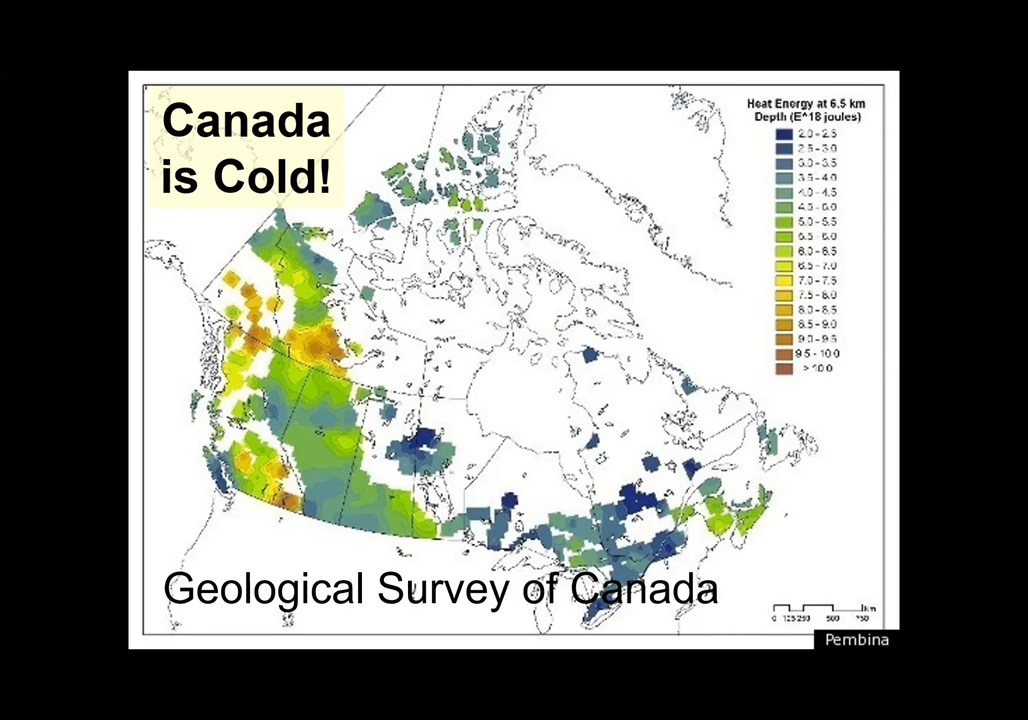 Canada
is Cold!
Heat Energy at 6.5 km
Depth (E^18 joules)
2.0 - 2.5
2.5 - 3.0
3.0 - 3.5
3.5 - 4.0
4.0 - 4.5
4.5 - 5.0
5.0 - 5.5
5.5 - 6.0
6.0 - 6.5
6.5 - 7.0
7.0 - 7.5
7.5 - 8.0
8.0 - 8.5
8.5 - 9.0
9.0 - 9.5
9.5 - 10.0
> 10.0
Geological Survey of Canada
Km
0 125 250 500 750
Pembina